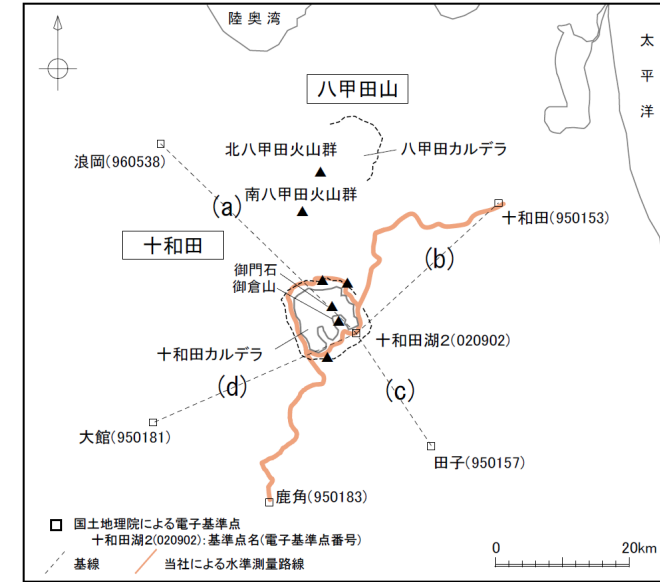 陸奥湾
太平洋
八甲田山
北八甲田火山群
八甲田カルデラ
浪岡(960538)
南八甲田火山群
(a)
十和田(950153)
十和田
(b)
御門石
御倉山
十和田湖2(020902)
十和田カルデラ
(d)
(c)
大館(950181)
田子(950157)
鹿角(950183)
国土地理院による電子基準点
十和田湖2(020902):基準点名(電子基準点番号)
基線
当社による水準測量路線
0
20km